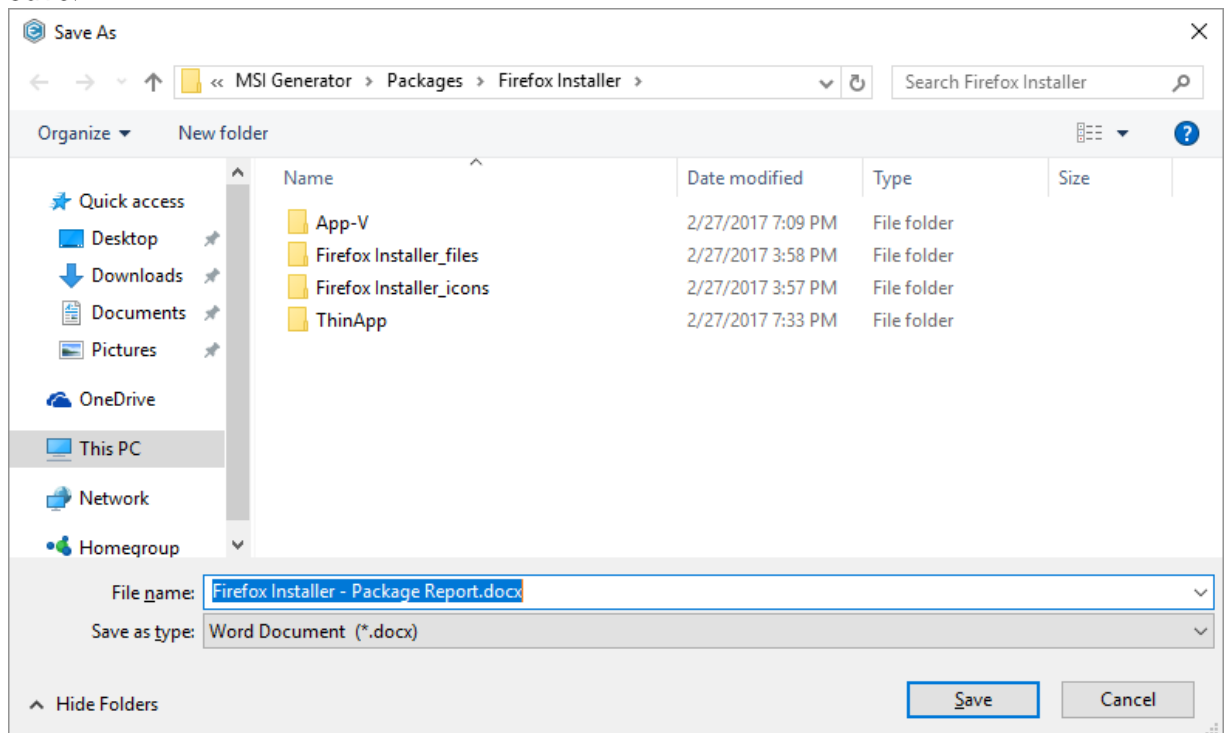 Save As
« MSI Generator > Packages > Firefox Installer >
Search Firefox Installer
Organize New folder
Name Date modified Type Size
Quick access
Desktop
Downloads
Documents
Pictures
OneDrive
This PC
Network
Homegroup
App-V 2/27/2017 7:09 PM File folder
Firefox Installer_files 2/27/2017 3:58 PM File folder
Firefox Installer_icons 2/27/2017 3:57 PM File folder
ThinApp 2/27/2017 7:33 PM File folder
File name: Firefox Installer - Package Report.docx
Save as type: Word Document (*.docx)
Hide Folders
Save Cancel